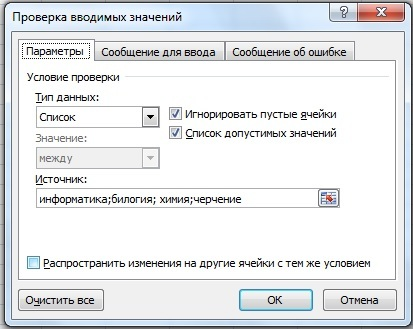 Проверка вводимых значений
Параметры Сообщение для ввода Сообщение об ошибке
Условие проверки
Тип данных:
Список Игнорировать пустые ячейки
Значение: Список допустимых значений
между
Источник:
информатика;билогия; химия;черчение
Распространить изменения на другие ячейки с тем же условием
Очистить все ОК Отмена